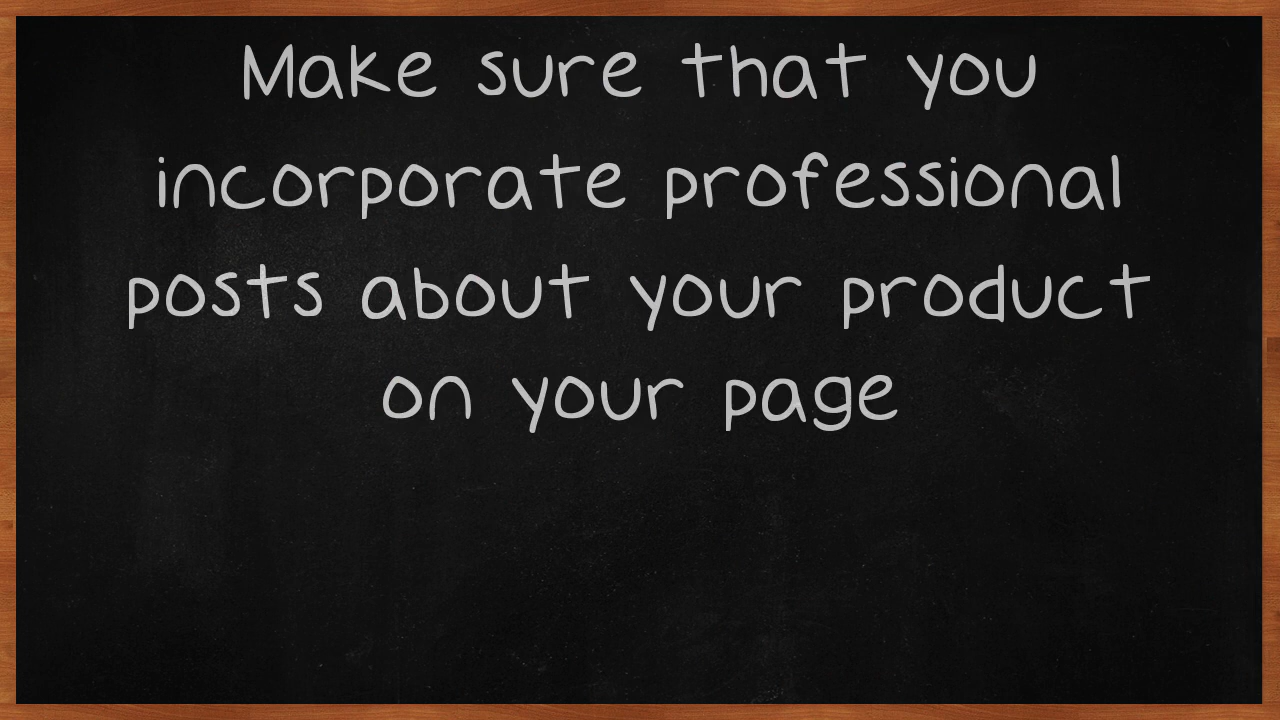 Make sure that you
incorporate professional
posts about your product
on your page